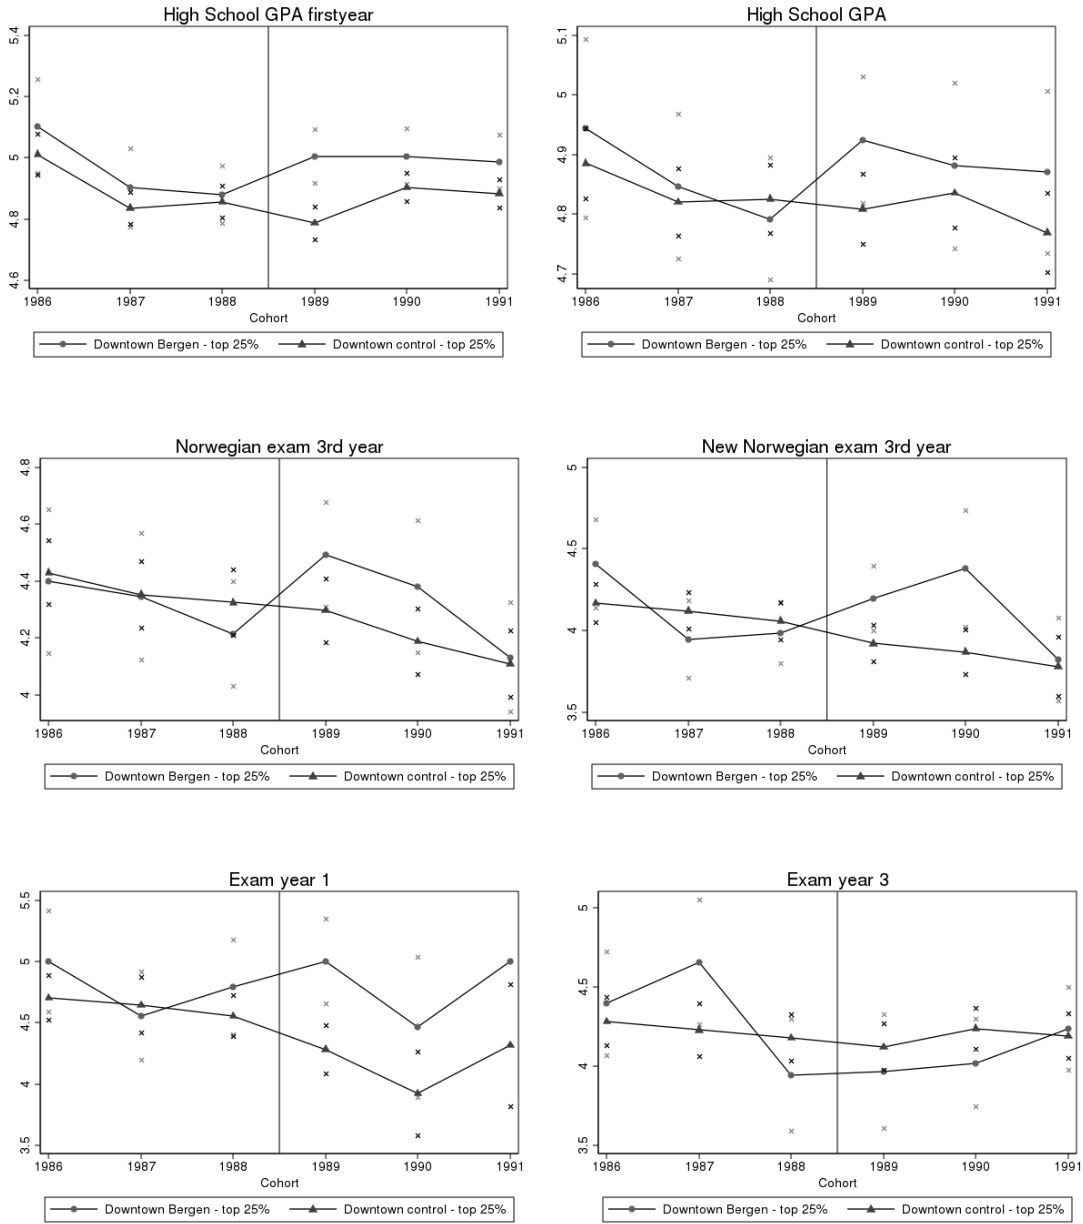 High School GPA firstyear
5.4
5.2
5
4.8
4.6
1986 1987 1988 1989 1990 1991
Cohort
Downtown Bergen - top 25% Downtown control - top 25%
High School GPA
5.1
5
4.9
4.8
4.7
1986 1987 1988 1989 1990 1991
Cohort
Downtown Bergen - top 25% Downtown control - top 25%
Norwegian exam 3rd year
4.8
4.6
4.4
4.2
4
1986 1987 1988 1989 1990 1991
Cohort
Downtown Bergen - top 25% Downtown control - top 25%
New Norwegian exam 3rd year
5
4.5
4
3.5
1986 1987 1988 1989 1990 1991
Cohort
Downtown Bergen - top 25% Downtown control - top 25%
Exam year 1
5.5
5
4.5
4
3.5
1986 1987 1988 1989 1990 1991
Cohort
Downtown Bergen - top 25% Downtown control - top 25%
Exam year 3
5
4.5
4
3.5
1986 1987 1988 1989 1990 1991
Cohort
Downtown Bergen - top 25% Downtown control - top 25%